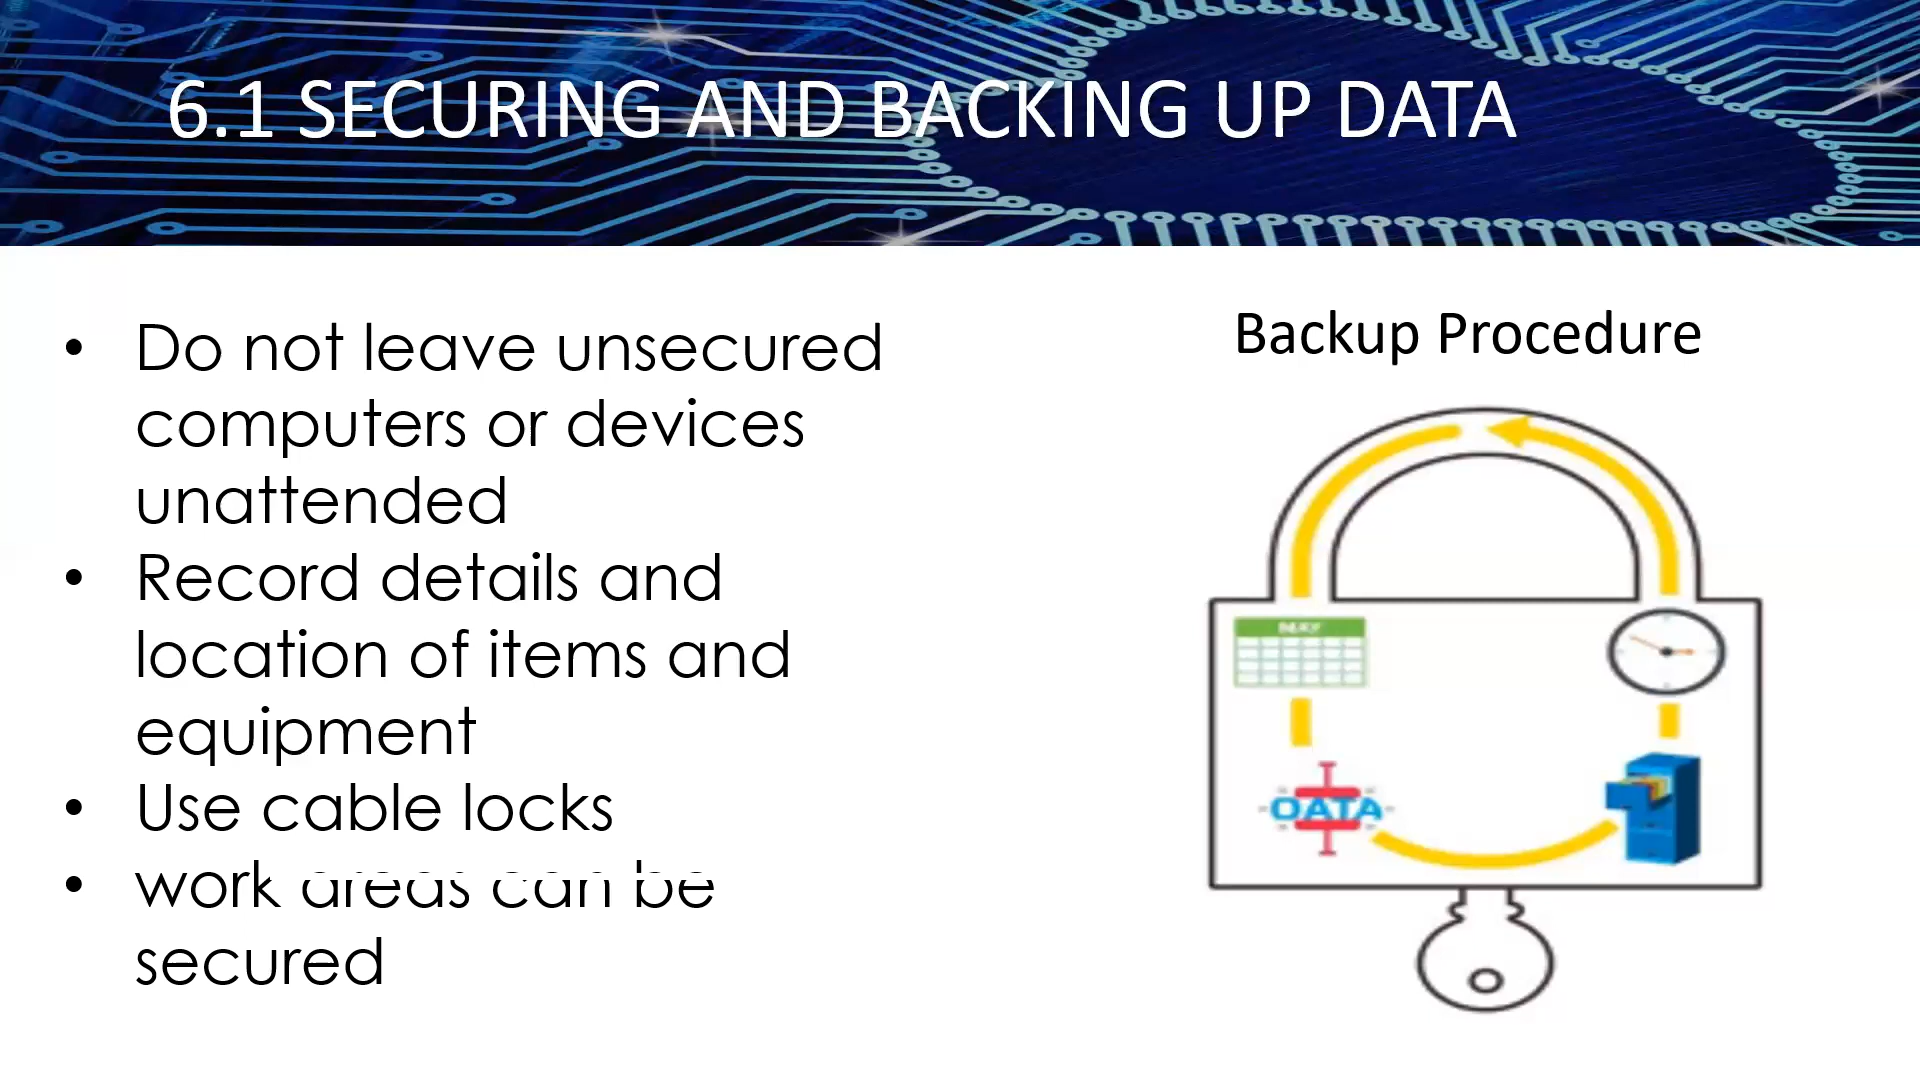 6.1 SECURING AND BACKING UP DATA
• Do not leave unsecured
computers or devices
unattended
• Record details and
location of items and
equipment
• Use cable locks
• work areas can be
secured
Backup Procedure
MAY
DATA